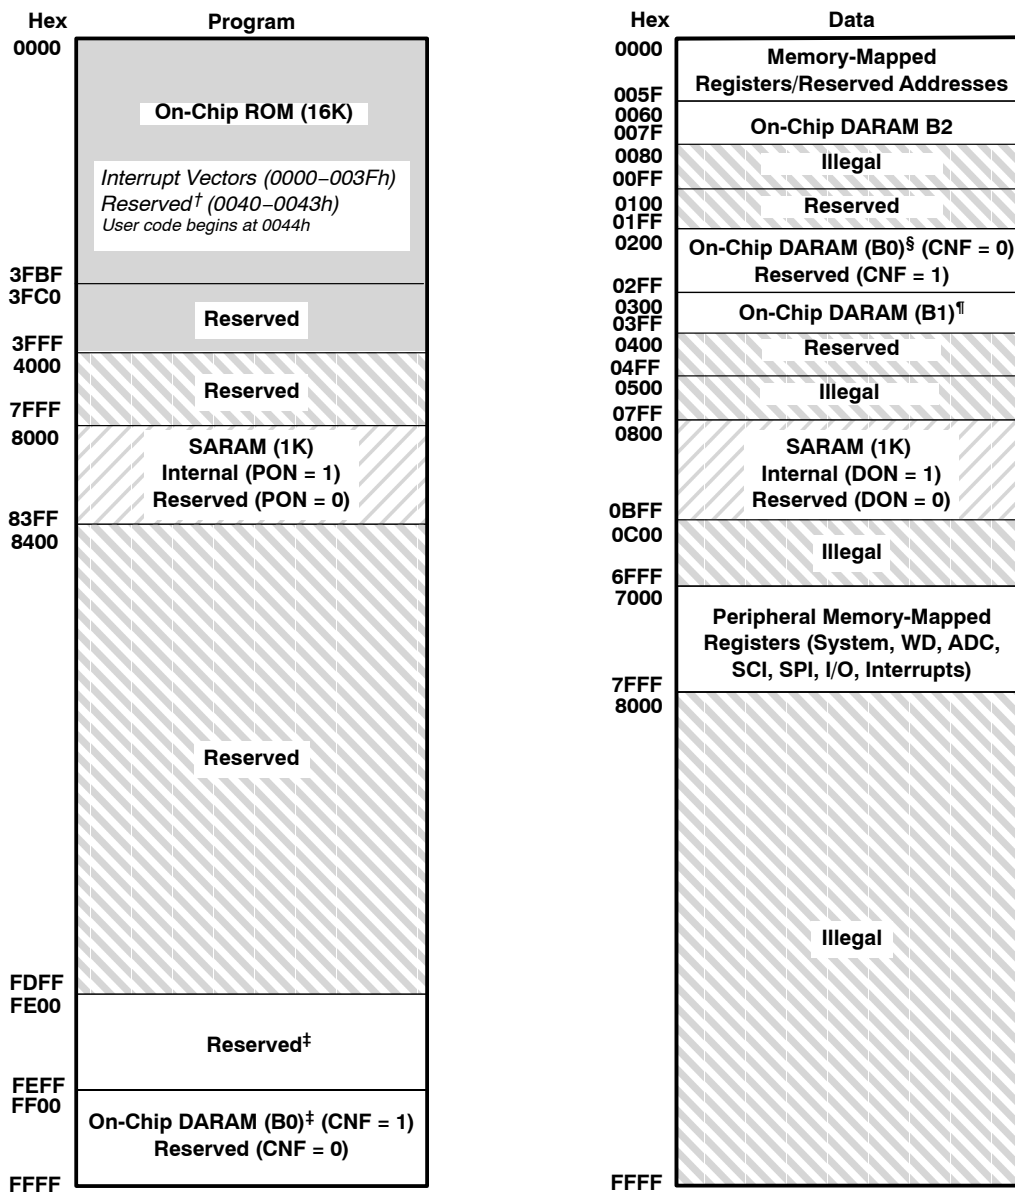 Hex Program
0000
On-Chip ROM (16K)
Interrupt Vectors (0000–003Fh)
Reserved† (0040–0043h)
User code begins at 0044h
3FBF
3FC0
Reserved
3FFF
4000
Reserved
7FFF
8000
SARAM (1K)
Internal (PON = 1)
Reserved (PON = 0)
83FF
8400
Reserved
FDFF
FE00
Reserved‡
FEFF
FF00
On-Chip DARAM (B0)‡ (CNF = 1)
Reserved (CNF = 0)
FFFF
Hex Data
0000
Memory-Mapped
Registers/Reserved Addresses
005F
0060
On-Chip DARAM B2
007F
0080
Illegal
00FF
0100
Reserved
01FF
0200
On-Chip DARAM (B0)§ (CNF = 0)
Reserved (CNF = 1)
02FF
0300
On-Chip DARAM (B1)¶
03FF
0400
Reserved
04FF
0500
Illegal
07FF
0800
SARAM (1K)
Internal (DON = 1)
Reserved (DON = 0)
0BFF
0C00
Illegal
6FFF
7000
Peripheral Memory-Mapped
Registers (System, WD, ADC,
SCI, SPI, I/O, Interrupts)
7FFF
8000
Illegal
FFFF